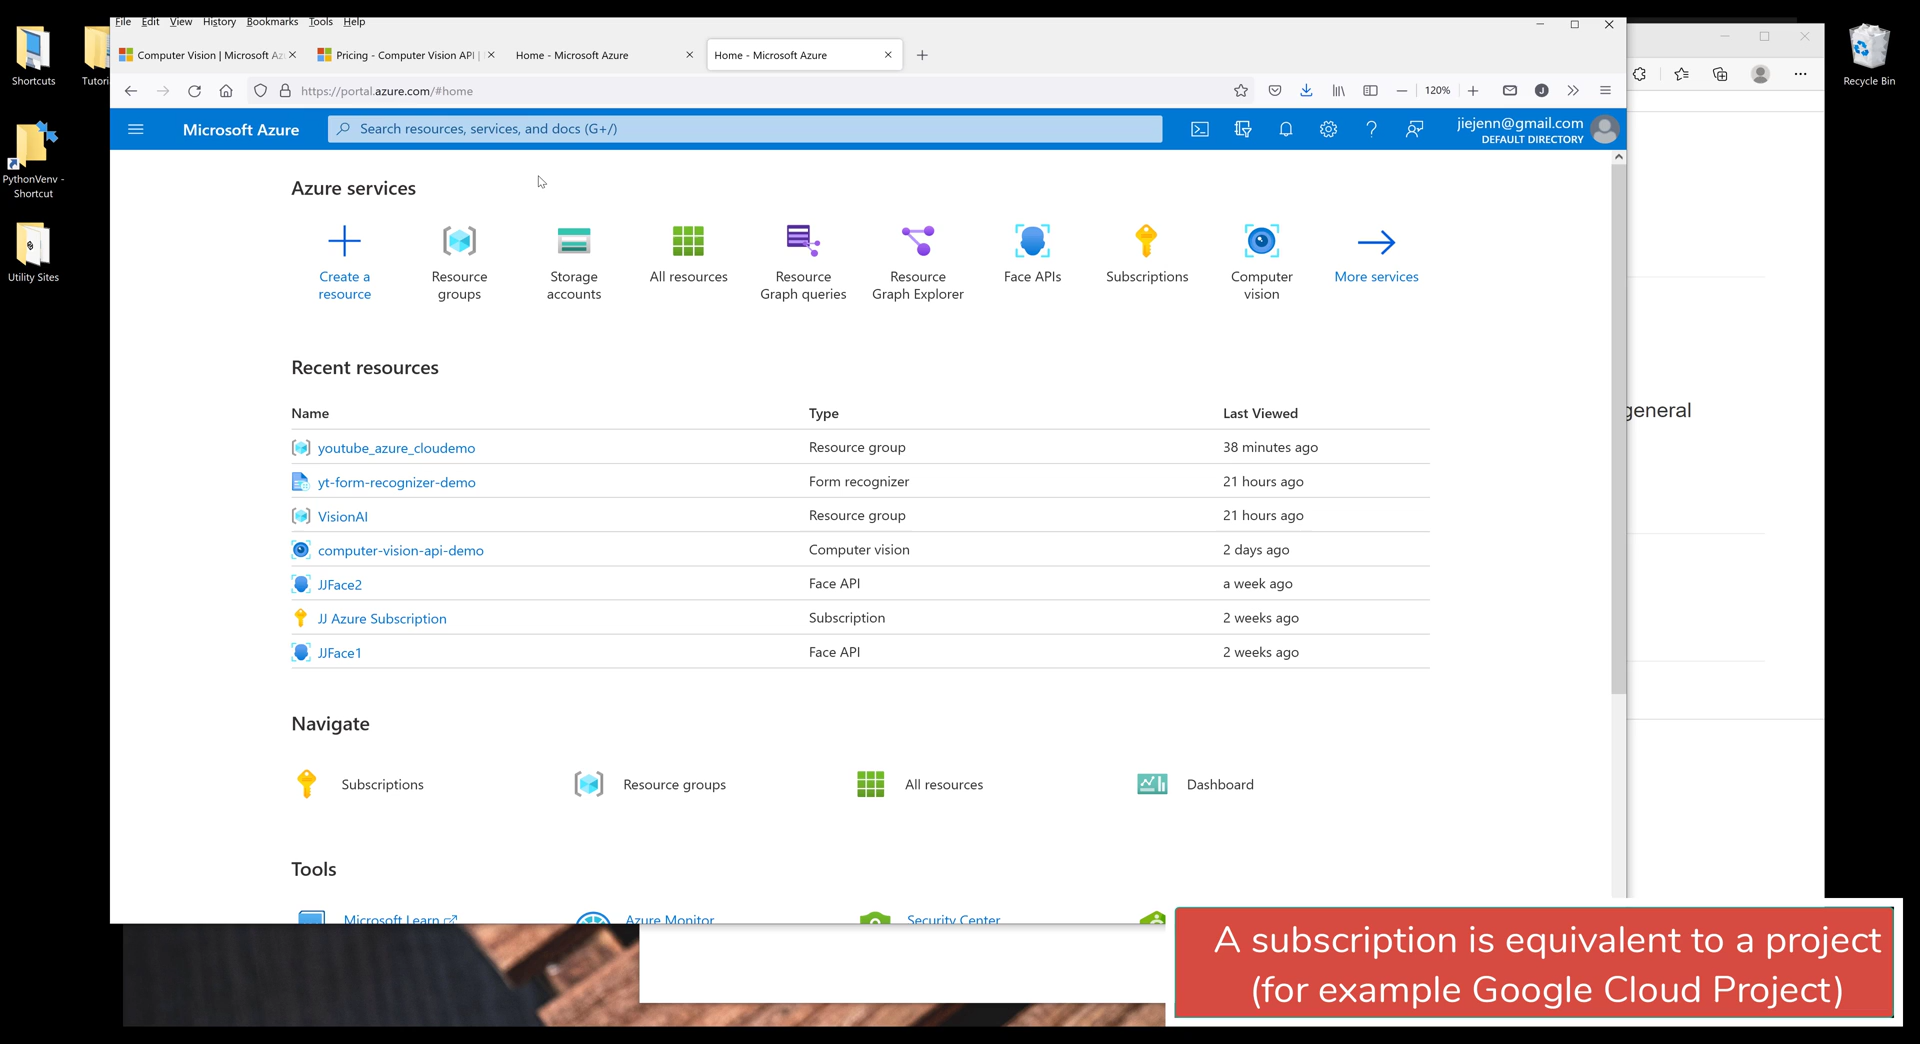 File Edit View History Bookmarks Tools Help
Computer Vision | Microsoft Az
Pricing - Computer Vision API |
Home - Microsoft Azure
Home - Microsoft Azure
https://portal.azure.com/#home
120%
Microsoft Azure
Search resources, services, and docs (G+/)
jiejenn@gmail.com
DEFAULT DIRECTORY
Shortcuts
PythonVenv -
Shortcut
Utility Sites
Recycle Bin
Azure services
Create a
resource
Resource
groups
Storage
accounts
All resources
Resource
Graph queries
Resource
Graph Explorer
Face APIs
Subscriptions
Computer
vision
More services
Recent resources
Name Type Last Viewed
youtube_azure_cloudemo Resource group 38 minutes ago
yt-form-recognizer-demo Form recognizer 21 hours ago
VisionAI Resource group 21 hours ago
computer-vision-api-demo Computer vision 2 days ago
JJFace2 Face API a week ago
JJ Azure Subscription Subscription 2 weeks ago
JJFace1 Face API 2 weeks ago
general
Navigate
Subscriptions Resource groups All resources Dashboard
Tools
Microsoft Learn Azure Monitor Security Center
A subscription is equivalent to a project
(for example Google Cloud Project)